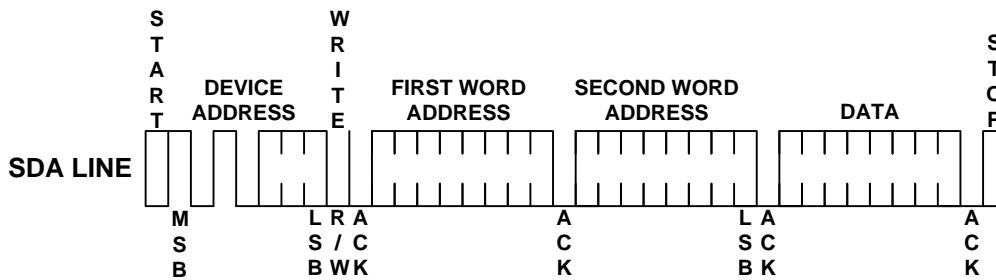 START
WRITE
STOP
DEVICE
ADDRESS
FIRST WORD
ADDRESS
SECOND WORD
ADDRESS
DATA
SDA LINE
MSB
LSB
R/W
ACK
ACK
LSB
ACK
ACK